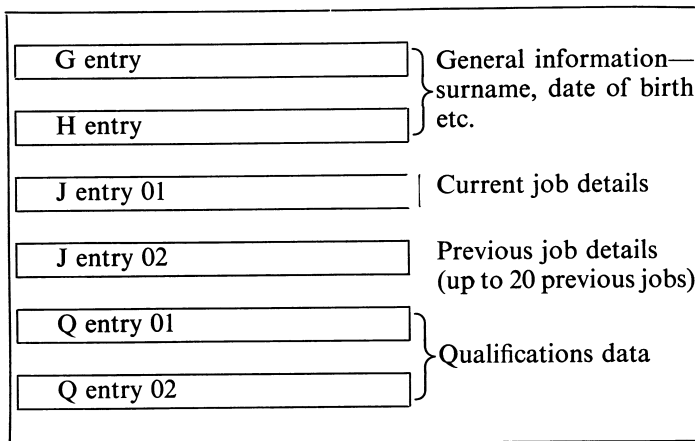 G entry
General information—
surname, date of birth
H entry
etc.
J entry 01
Current job details
J entry 02
Previous job details
(up to 20 previous jobs)
Q entry 01
Qualifications data
Q entry 02